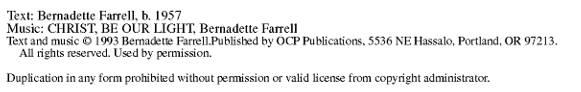 Text: Bernadette Farrell, b. 1957
Music: CHRIST, BE OUR LIGHT, Bernadette Farrell
Text and music © 1993 Bernadette Farrell.Published by OCP Publications, 5536 NE Hassalo, Portland, OR 97213.
All rights reserved. Used by permission.
Duplication in any form prohibited without permission or valid license from copyright administrator.